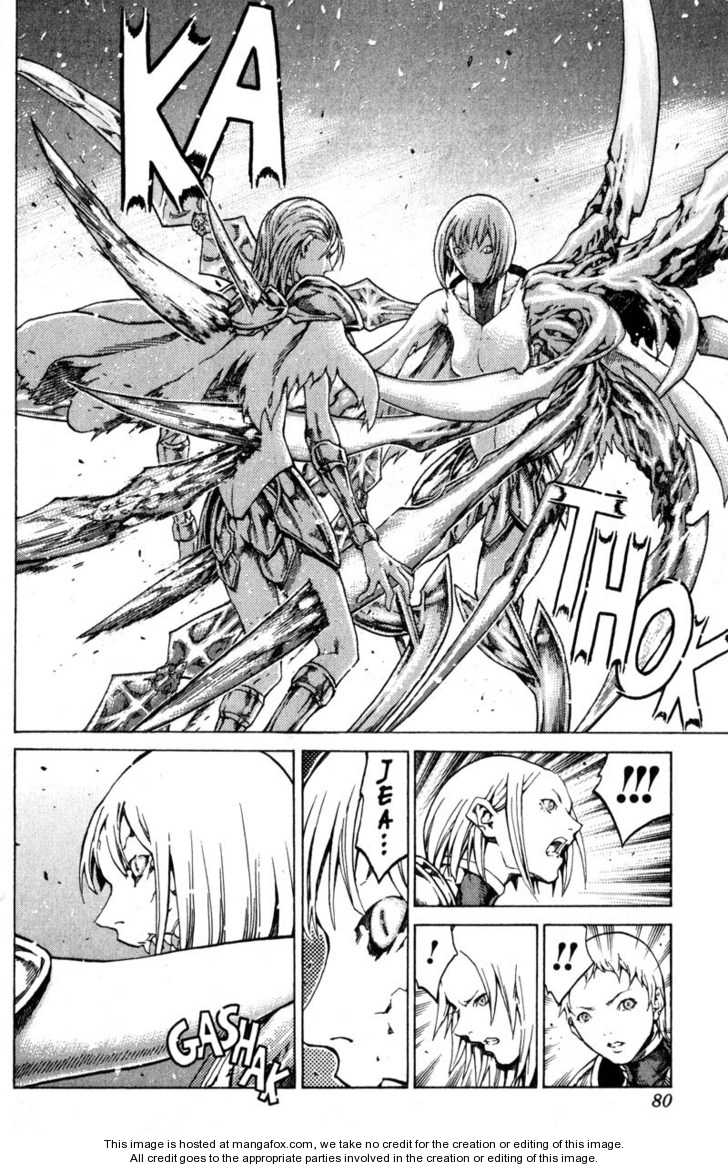 KA
THOK
!!!
JEA...
GASHAK
!!
!
80
This image is hosted at mangafox.com, we take no credit for the creation or editing of this image.
All credit goes to the appropriate parties involved in the creation or editing of this image.